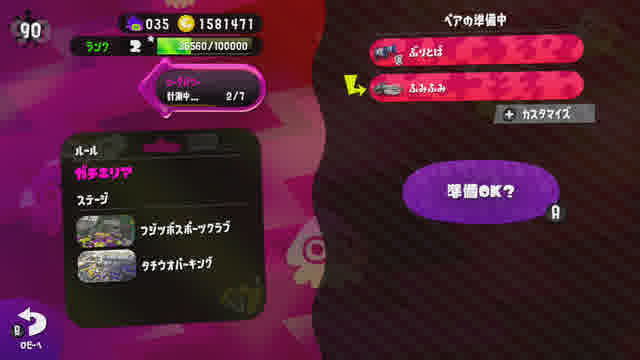 90
035
1581471
ランク
2
*
36560/100000
計測中...
2/7
ルール
ガチエリア
ステージ
フジツボスポーツクラブ
タチウオパーキング
B
ロビーへ
ペアの準備中
ぷりとば
ふみふみ
カスタマイズ
準備OK?
A